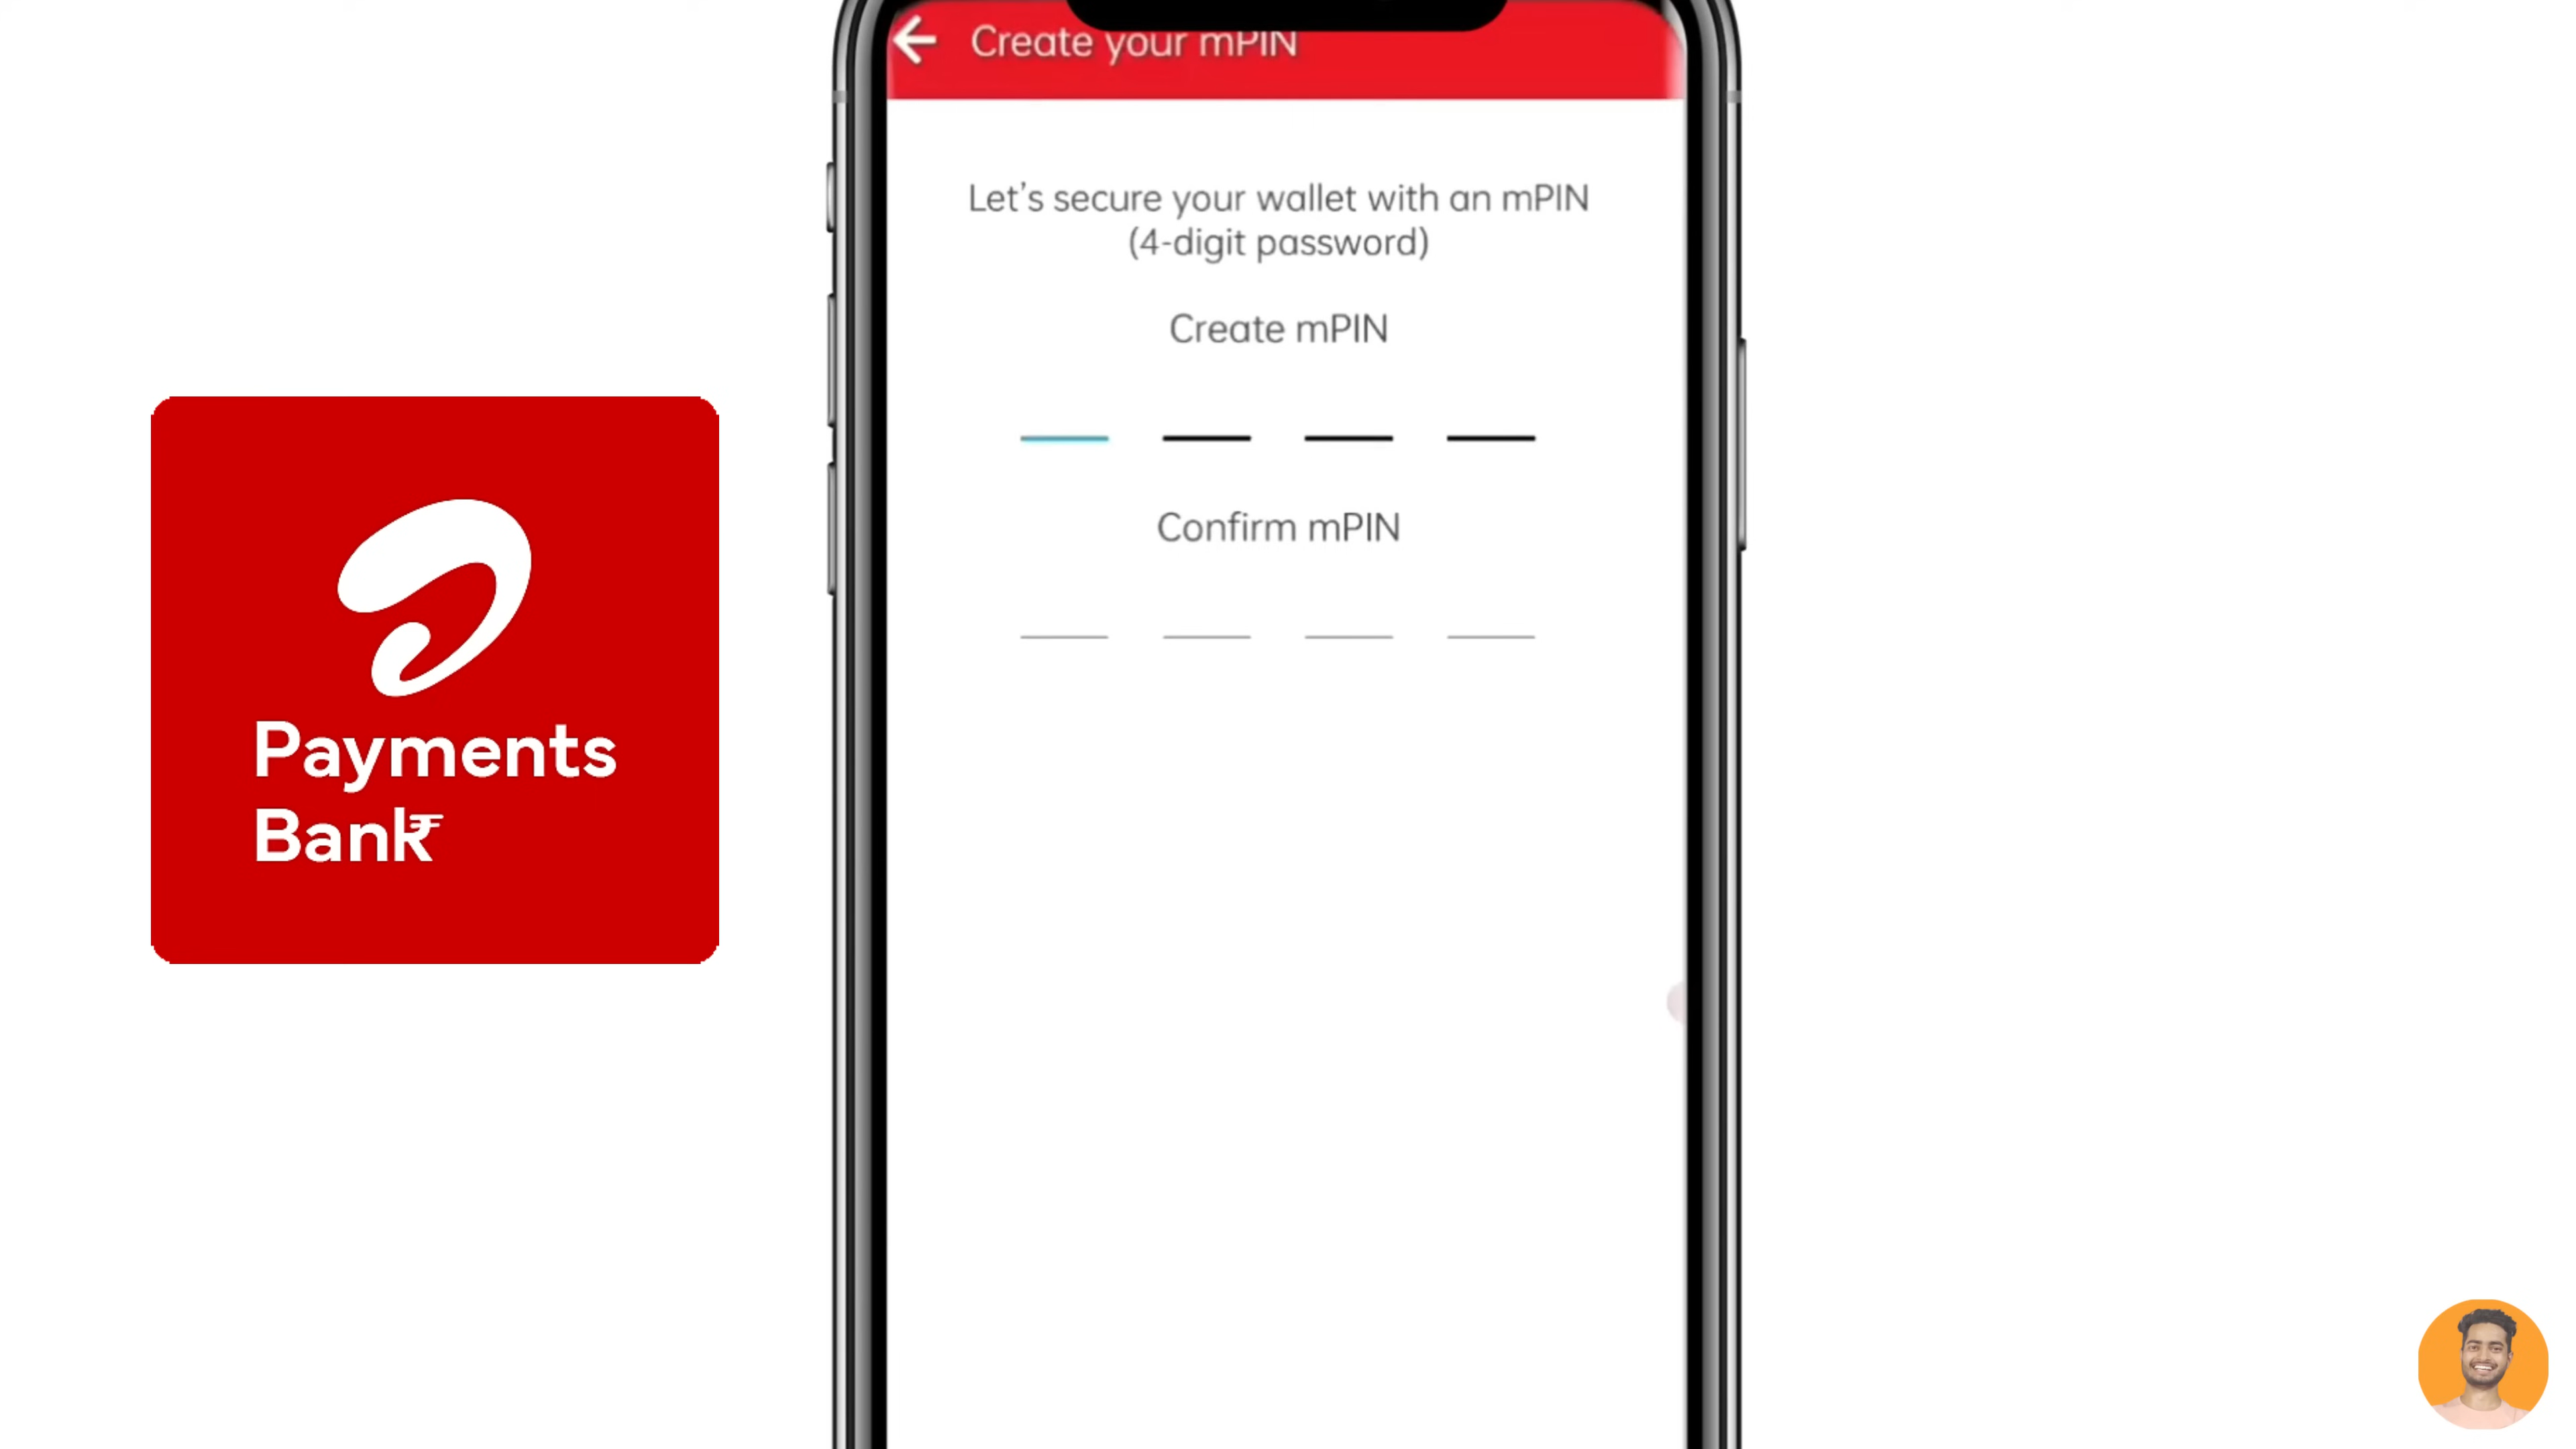 Create your mPIN
Let's secure your wallet with an mPIN
(4-digit password)
Create mPIN
Confirm mPIN
Payments
Bank